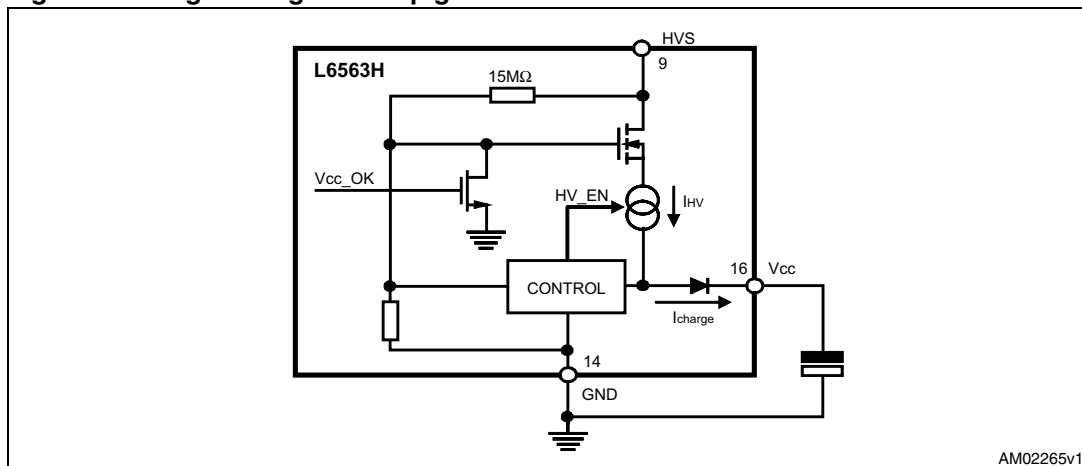 HVS
9
L6563H
15MΩ
Vcc_OK
HV_EN
IHV
16
Vcc
CONTROL
Icharge
14
GND
AM02265v1